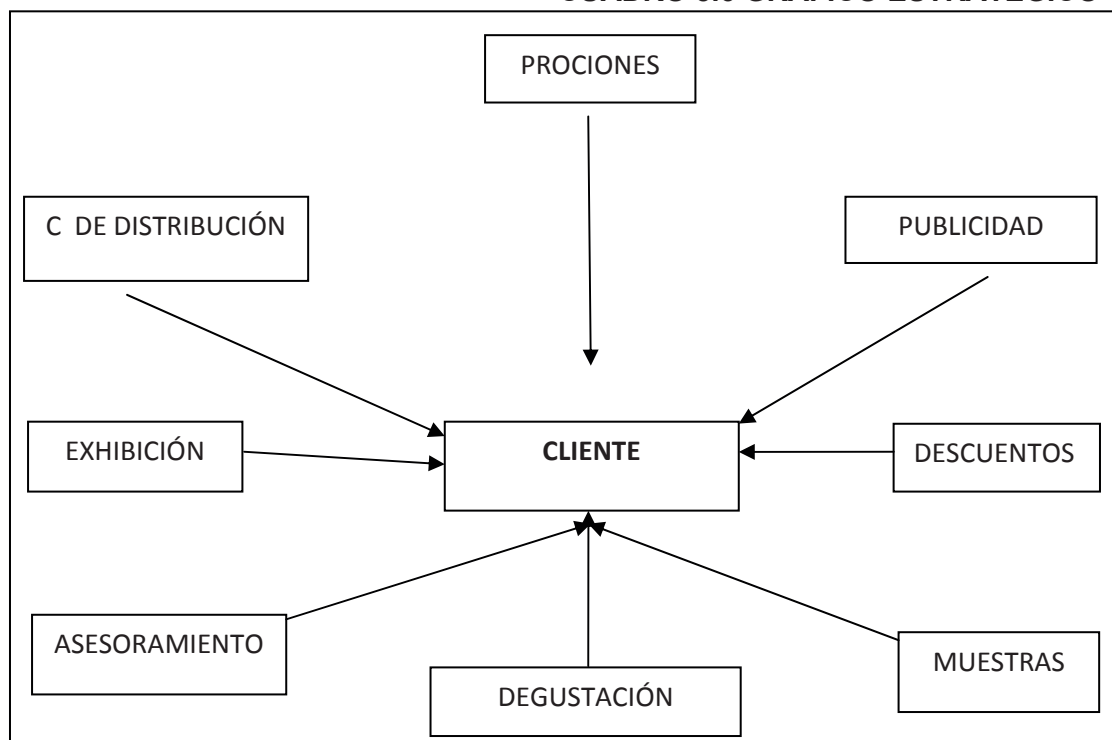 PROCIONES
C DE DISTRIBUCIÓN
PUBLICIDAD
EXHIBICIÓN
CLIENTE
DESCUENTOS
ASESORAMIENTO
DEGUSTACIÓN
MUESTRAS